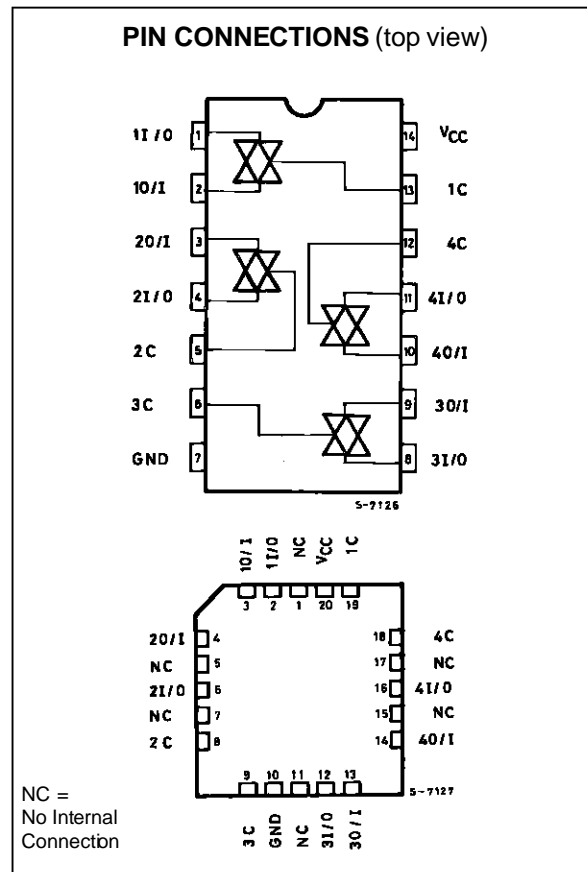 PIN CONNECTIONS (top view)
1I/O 1 14 VCC
1O/I 2 13 1C
2O/I 3 12 4C
2I/O 4 11 4I/O
2C 5 10 4O/I
3C 6 9 3O/I
GND 7 8 3I/O
S-7126
1O/I 1I/O NC VCC 1C
3 2 1 20 19
2O/I 4 18 4C
NC 5 17 NC
2I/O 6 16 4I/O
NC 7 15 NC
2C 8 14 4O/I
9 10 11 12 13
S-7127
3C GND NC 3I/O 3O/I
NC =
No Internal
Connection